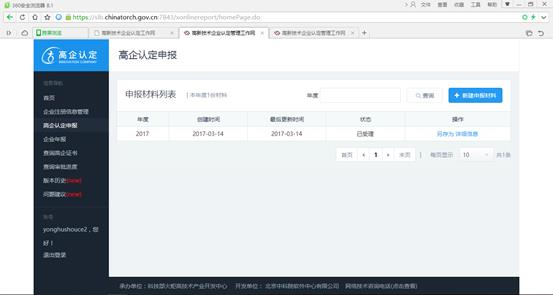 360安全浏览器 8.1
文件 查看 收藏 工具 帮助
https://sllb.chinatorch.gov.cn:7843/xonlinereport/homePage.do
高新技术企业认定工作网
高新技术企业认定管理工作网
高新技术企业认定管理工作网
高企认定
INNOVATION COMPANY
高企认定申报
首页
企业注册信息管理
高企认定申报
企业年报
查询高企证书
查询审批进度
版本历史(new)
问题建议(new)
yonghushouce2，您
好！
退出登录
申报材料列表 | 本年度1份材料
年度
查询
新建申报材料
年度 创建时间 最后更新时间 状态 操作
2017 2017-03-14 2017-03-14 已受理 另存为 详细信息
首页 1 末页 | 每页显示 10 共1条
承办单位：科技部火炬高技术产业开发中心 开发单位：北京中科院软件中心有限公司 网络技术咨询电话(点击查看)